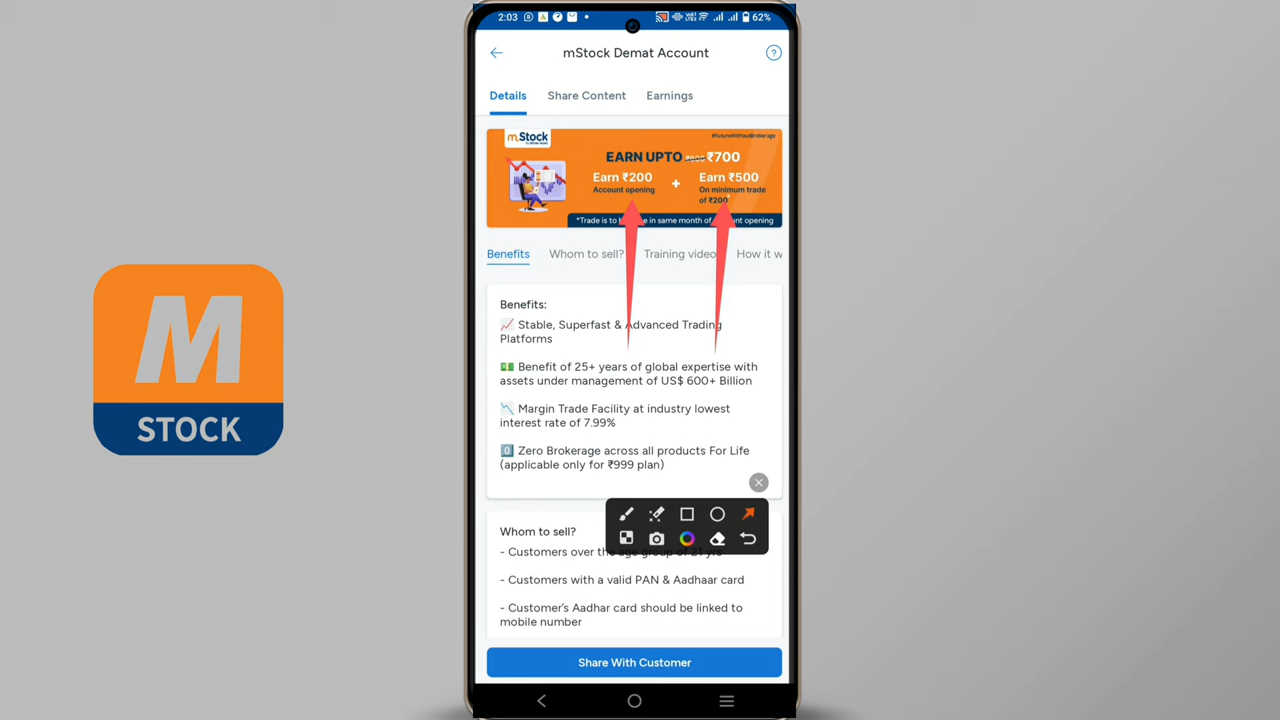 2:03
62%
mStock Demat Account
Details Share Content Earnings
m.Stock
#FutureWithoutBrokerage
EARN UPTO ₹700
Earn ₹200 + Earn ₹500
Account opening On minimum trade
of ₹200
*Trade is to in same month of opening
Benefits Whom to sell? Training video How it w
Benefits:
Stable, Superfast & Advanced Trading
Platforms
Benefit of 25+ years of global expertise with
assets under management of US$ 600+ Billion
Margin Trade Facility at industry lowest
interest rate of 7.99%
0 Zero Brokerage across all products For Life
(applicable only for ₹999 plan)
Whom to sell?
- Customers over the age group of 21 yrs
- Customers with a valid PAN & Aadhaar card
- Customer's Aadhar card should be linked to
mobile number
Share With Customer
M
STOCK